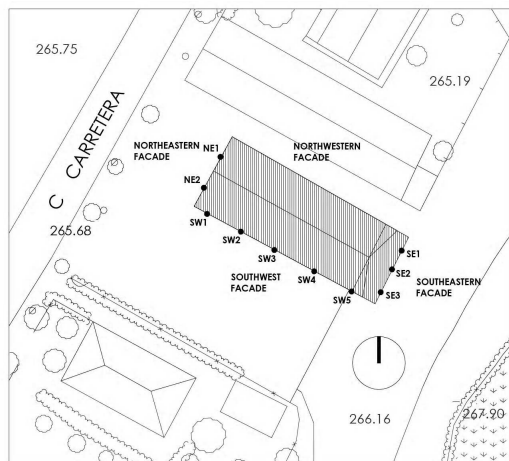 265.75
265.19
C CARRETERA
NORTHEASTERN
FACADE
NE1
NORTHWESTERN
FACADE
NE2
SW1
265.68
SW2
SW3
SE1
SW4
SE2
SOUTHWEST
FACADE
SOUTHEASTERN
FACADE
SW5
SE3
266.16
267.20